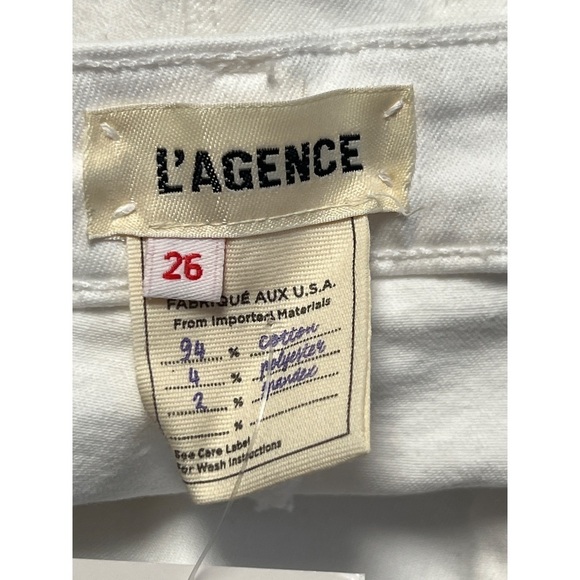 L'AGENCE
26
FABRIQUÉ AUX U.S.A.
From Imported Materials
94 % cotton
4 % polyester
2 % spandex
%
See Care Label
For Wash Instructions